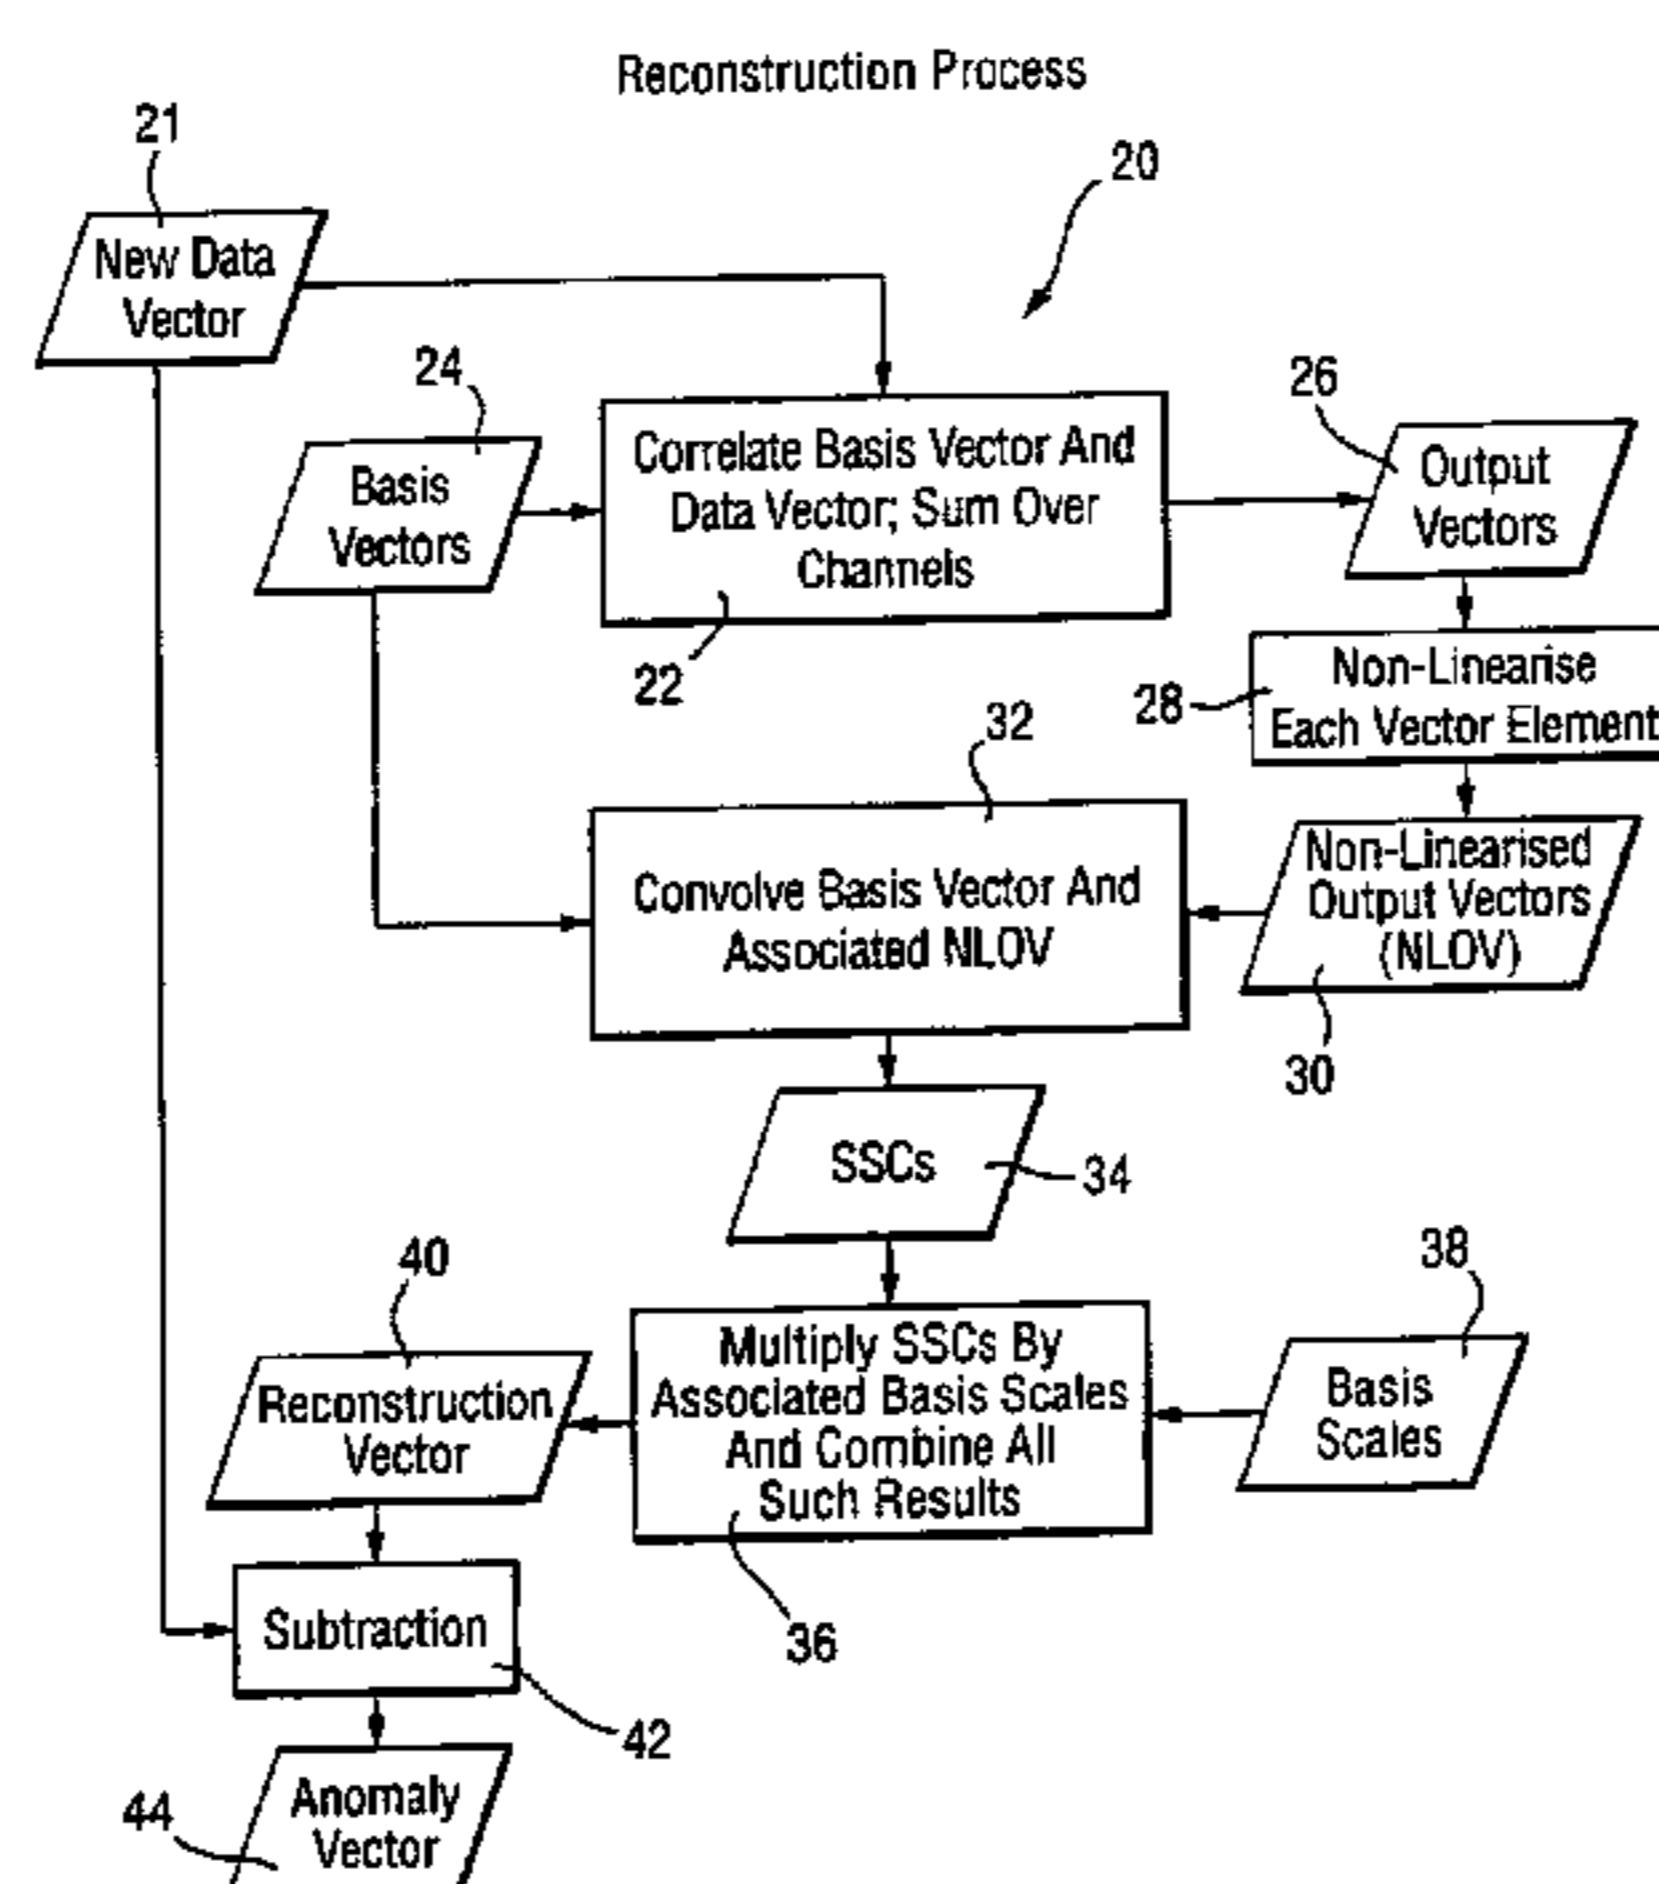 Reconstruction Process
21
20
New Data
Vector
24
26
Basis
Vectors
Correlate Basis Vector And
Data Vector; Sum Over
Channels
22
Output
Vectors
28
Non-Linearise
Each Vector Element
32
Convolve Basis Vector And
Associated NLOV
Non-Linearised
Output Vectors
(NLOV)
30
SSCs
34
40
38
Reconstruction
Vector
Multiply SSCs By
Associated Basis Scales
And Combine All
Such Results
36
Basis
Scales
Subtraction
42
44
Anomaly
Vector